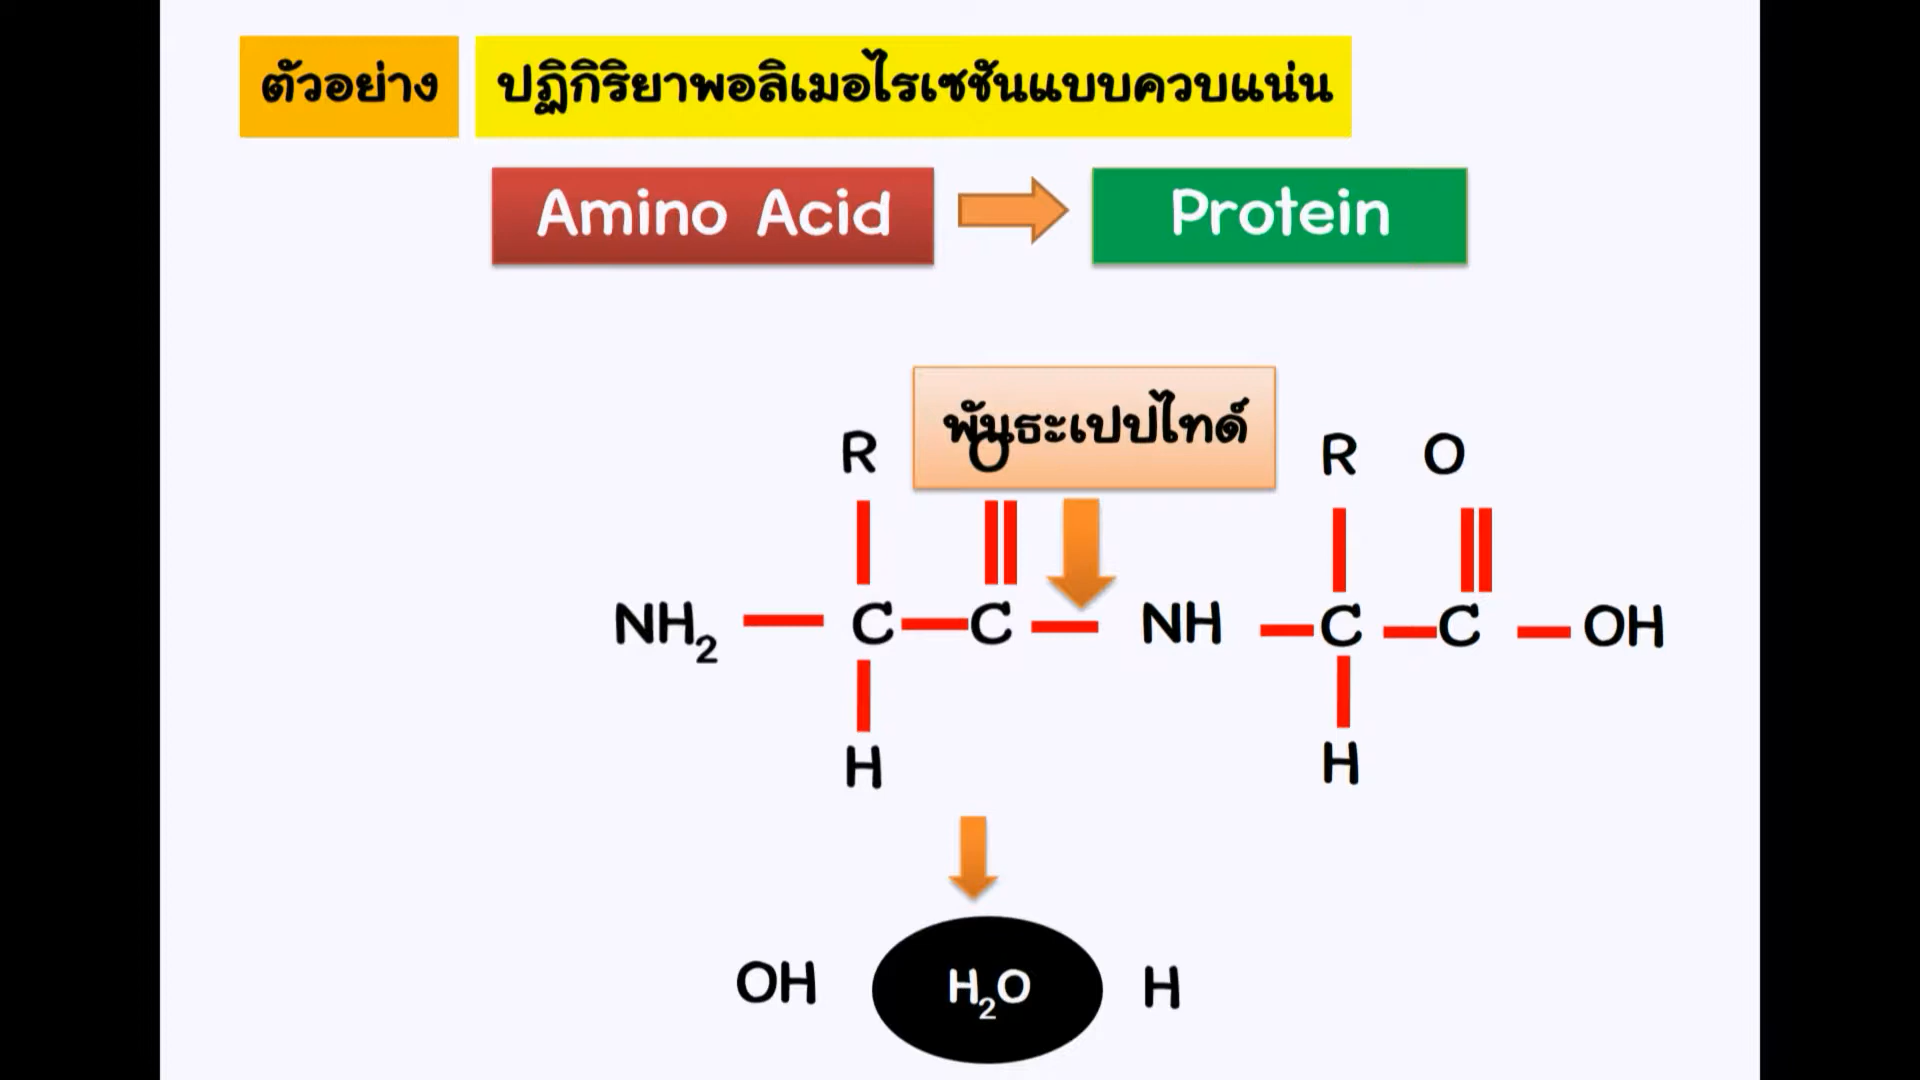 ตัวอย่าง ปฏิกิริยาพอลิเมอไรเซชันแบบควบแน่น
Amino Acid Protein
พันธะเปปไทด์
R O R O
NH₂ C C NH C C OH
H H
OH H₂O H